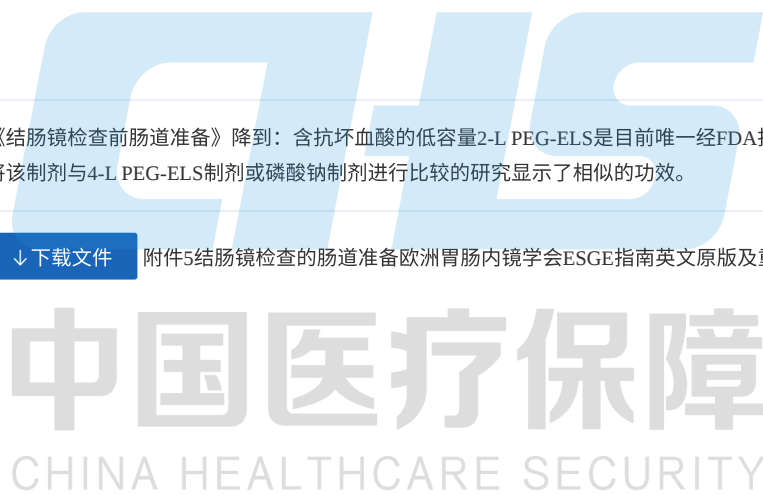 《结肠镜检查前肠道准备》降到：含抗坏血酸的低容量2-L PEG-ELS是目前唯一经FDA
将该制剂与4-L PEG-ELS制剂或磷酸钠制剂进行比较的研究显示了相似的功效。
下载文件 附件5结肠镜检查的肠道准备欧洲胃肠内镜学会ESGE指南英文原版及
中国医疗保障
CHINA HEALTHCARE SECURITY